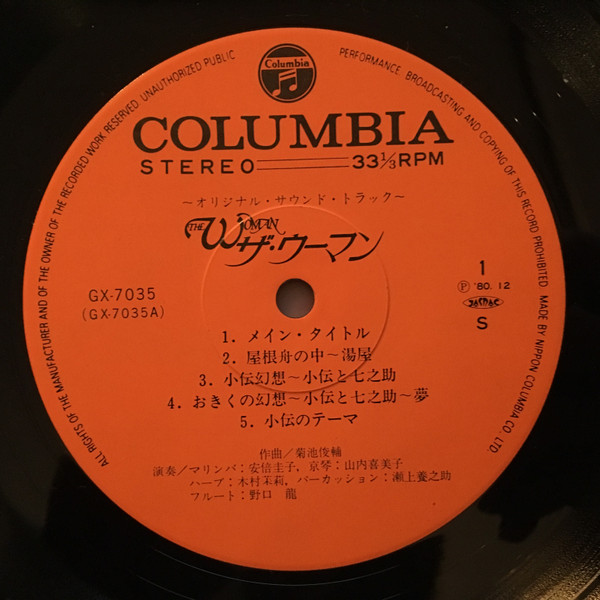 Columbia
ALL RIGHTS OF THE MANUFACTURER AND OF THE OWNER OF THE RECORDED WORK RESERVED. UNAUTHORIZED PUBLIC PERFORMANCE, BROADCASTING AND COPYING OF THIS RECORD PROHIBITED. MADE BY NIPPON COLUMBIA CO. LTD.
COLUMBIA
STEREO 33⅓RPM
〜オリジナル・サウンド・トラック〜
THE WOMAN
ザ・ウーマン
GX-7035
(GX-7035A)
1
Ⓟ '80. 12
S
1. メイン・タイトル
2. 屋根舟の中〜湯屋
3. 小伝幻想〜小伝と七之助
4. おきくの幻想〜小伝と七之助〜夢
5. 小伝のテーマ
作曲/菊池俊輔
演奏/マリンバ:安倍圭子, 京琴:山内喜美子
ハープ:木村茉莉, パーカッション:瀬上養之助
フルート:野口 龍